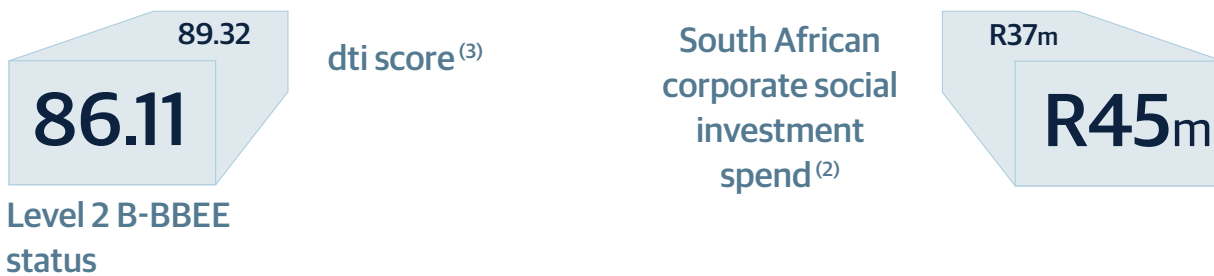 89.32
86.11
dti score (3)
Level 2 B-BBEE
status
South African
corporate social
investment
spend (2)
R37m
R45m